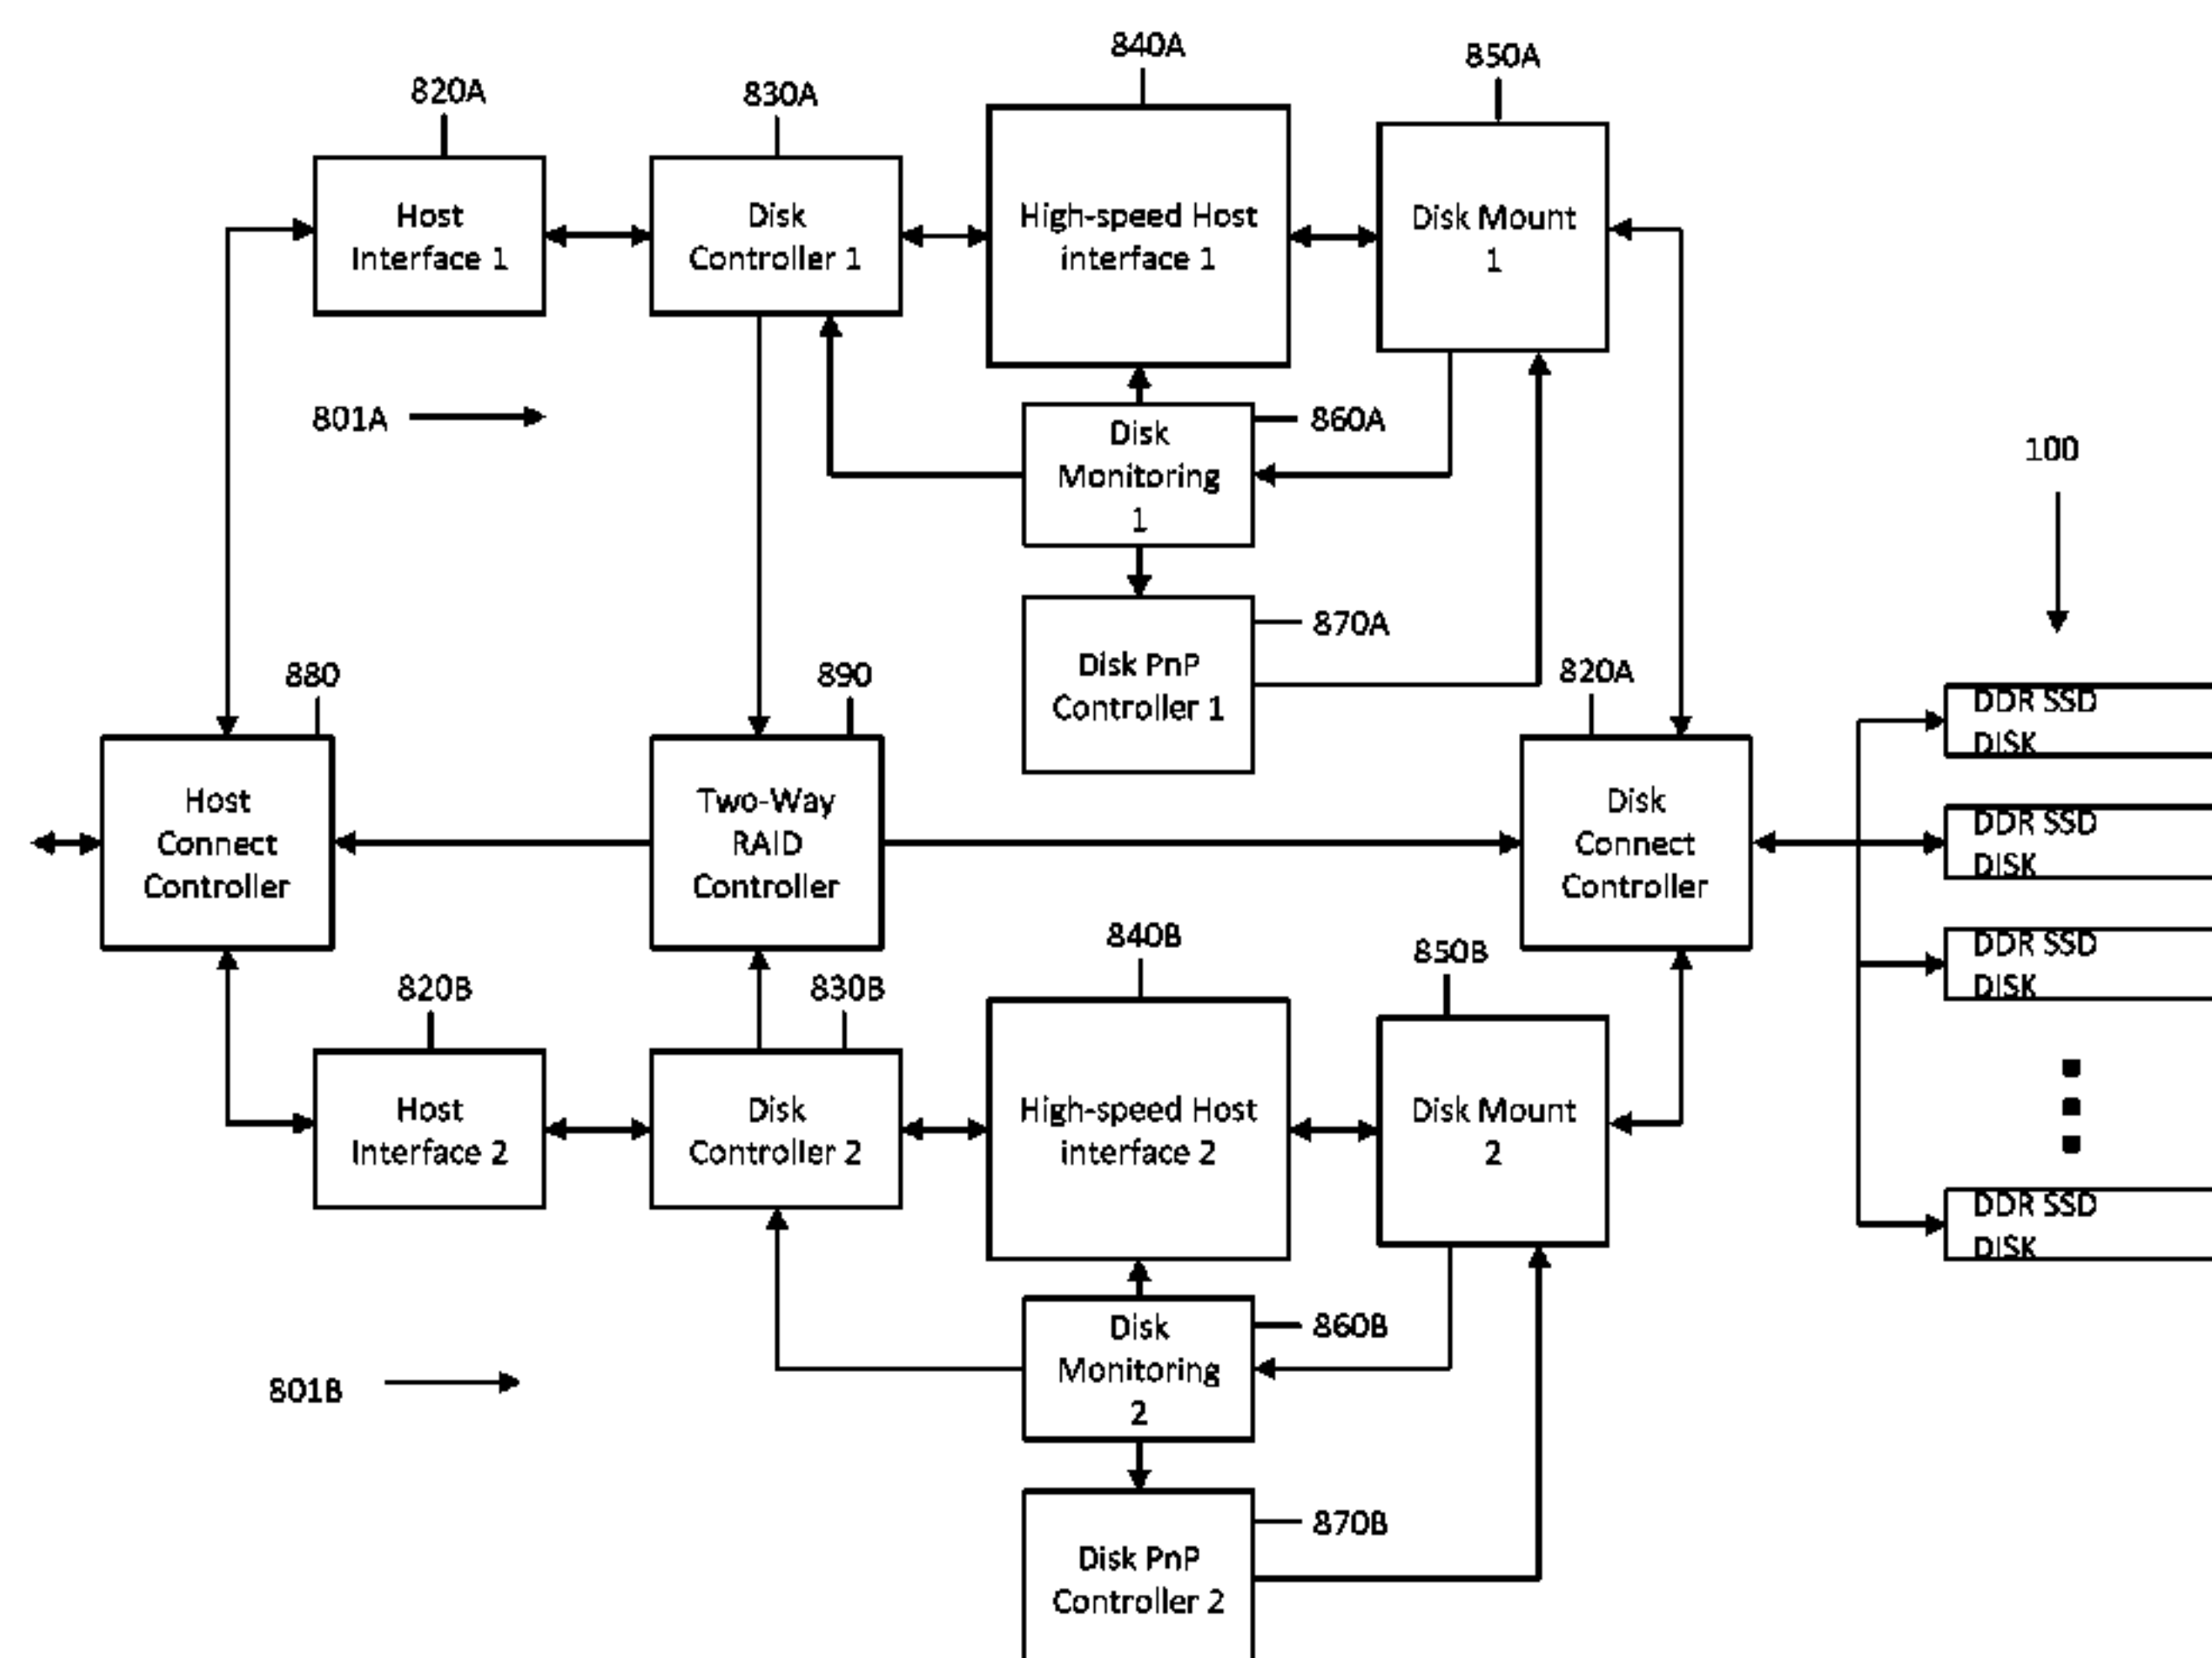 840A
850A
820A
830A
Host
Interface 1
Disk
Controller 1
High-speed Host
interface 1
Disk Mount
1
801A
860A
Disk
Monitoring
1
100
870A
Disk PnP
Controller 1
880
890
820A
DDR SSD
DISK
Host
Connect
Controller
Two-Way
RAID
Controller
Disk
Connect
Controller
DDR SSD
DISK
840B
850B
DDR SSD
DISK
820B
830B
Host
Interface 2
Disk
Controller 2
High-speed Host
interface 2
Disk Mount
2
DDR SSD
DISK
860B
Disk
Monitoring
2
801B
870B
Disk PnP
Controller 2